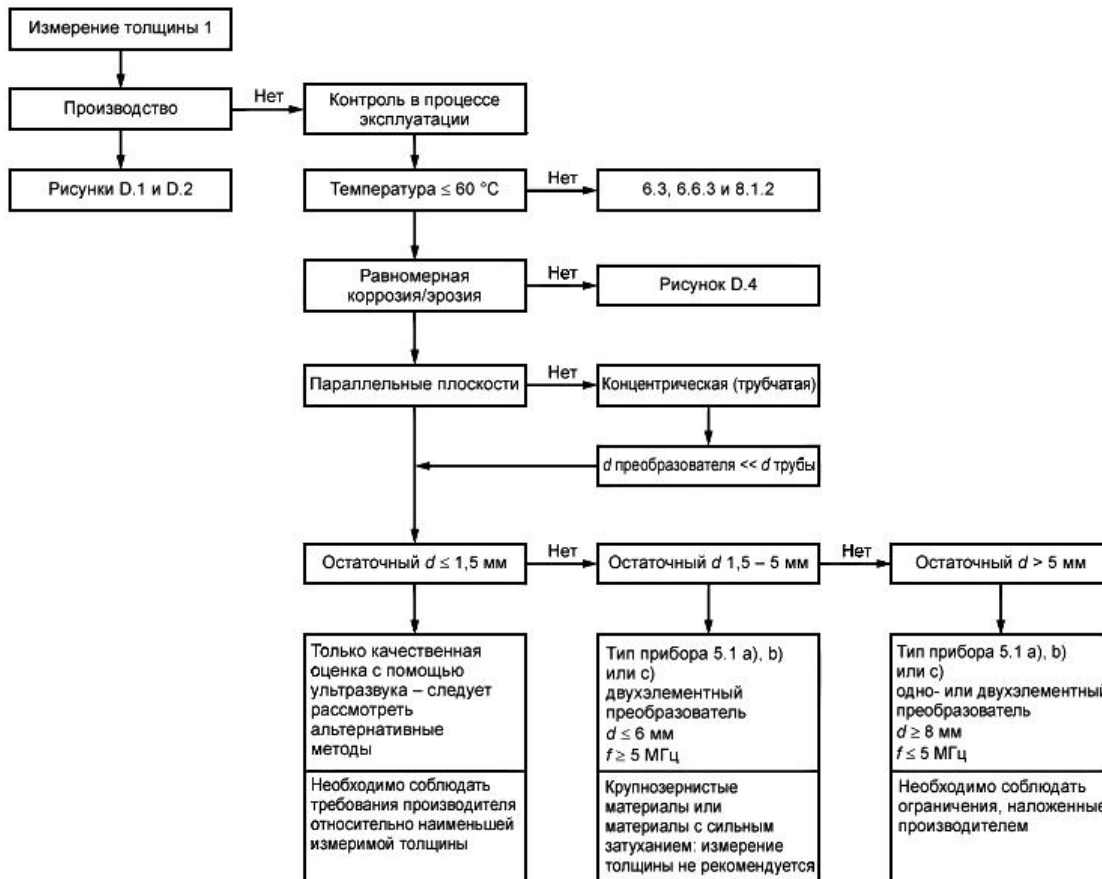 Измерение толщины 1
Производство
Нет
Контроль в процессе
эксплуатации
Рисунки D.1 и D.2
Температура ≤ 60 °C
Нет
6.3, 6.6.3 и 8.1.2
Равномерная
коррозия/эрозия
Нет
Рисунок D.4
Параллельные плоскости
Нет
Концентрическая (трубчатая)
d преобразователя << d трубы
Остаточный d ≤ 1,5 мм
Нет
Остаточный d 1,5 – 5 мм
Нет
Остаточный d > 5 мм
Только качественная
оценка с помощью
ультразвука – следует
рассмотреть
альтернативные
методы
Необходимо соблюдать
требования производителя
относительно наименьшей
измеримой толщины
Тип прибора 5.1 a), b)
или c)
двухэлементный
преобразователь
d ≤ 6 мм
f ≥ 5 МГц
Крупнозернистые
материалы или
материалы с сильным
затуханием: измерение
толщины не рекомендуется
Тип прибора 5.1 a), b)
или c)
одно- или двухэлементный
преобразователь
d ≥ 8 мм
f ≤ 5 МГц
Необходимо соблюдать
ограничения, наложенные
производителем